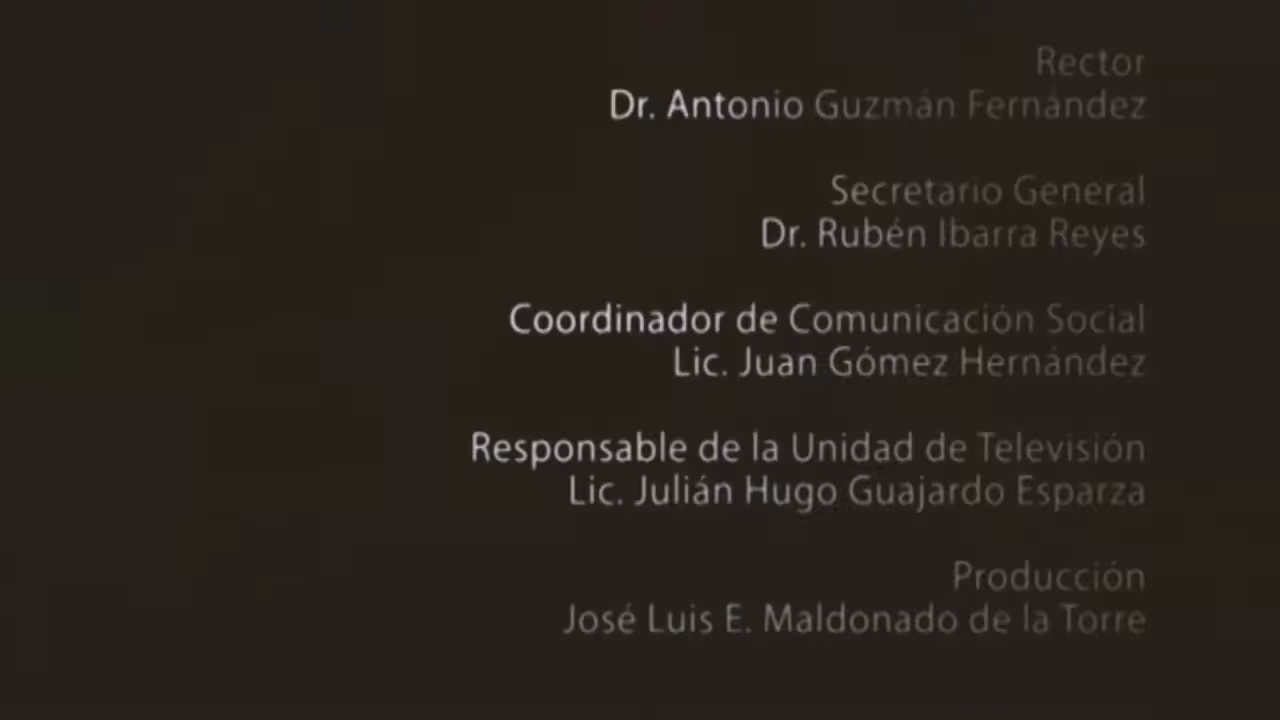 Rector
Dr. Antonio Guzmán Fernández
Secretario General
Dr. Rubén Ibarra Reyes
Coordinador de Comunicación Social
Lic. Juan Gómez Hernández
Responsable de la Unidad de Televisión
Lic. Julián Hugo Guajardo Esparza
Producción
José Luis E. Maldonado de la Torre